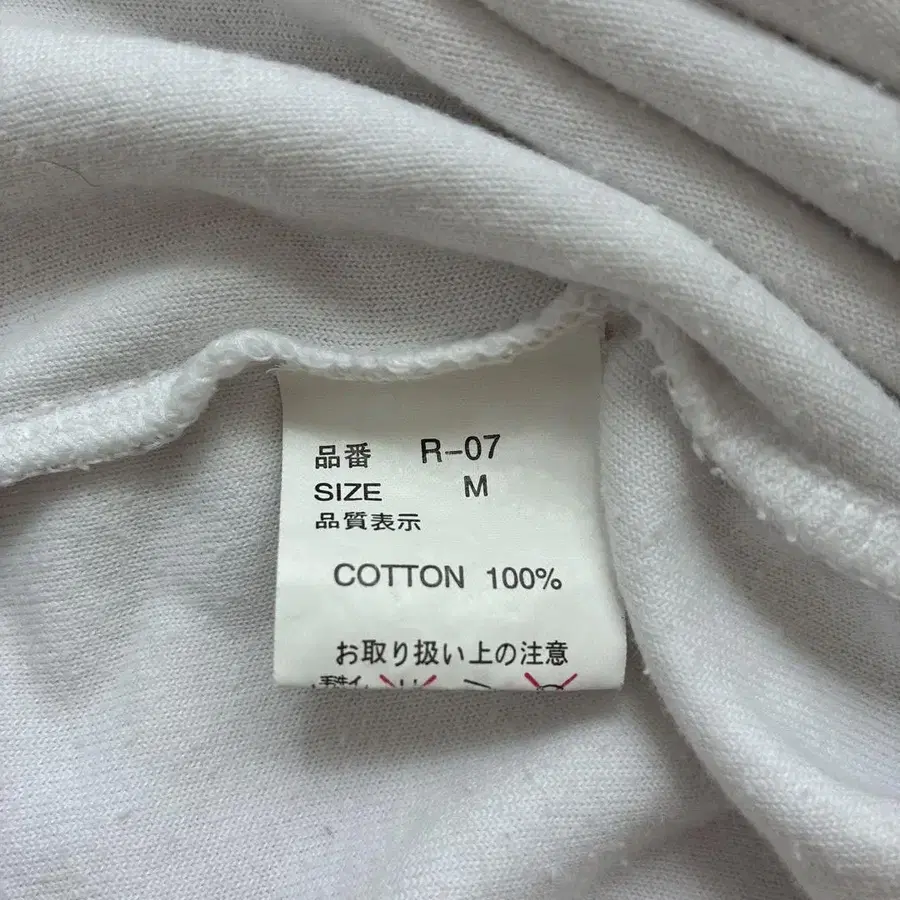 品番 R-07
SIZE M
品質表示
COTTON 100%
お取り扱い上の注意